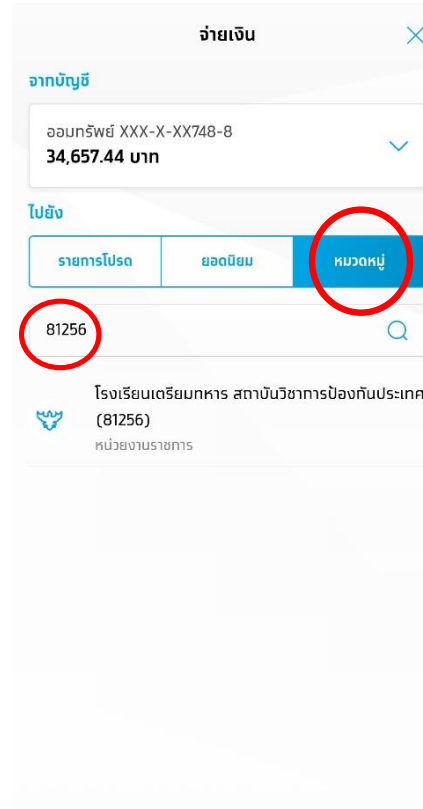 จ่ายเงิน
จากบัญชี
ออมทรัพย์ XXX-X-XX748-8
34,657.44 บาท
ไปยัง
รายการโปรด ยอดนิยม หมวดหมู่
81256
โรงเรียนเตรียมทหาร สถาบันวิชาการป้องกันประเทศ
(81256)
หน่วยงานราชการ